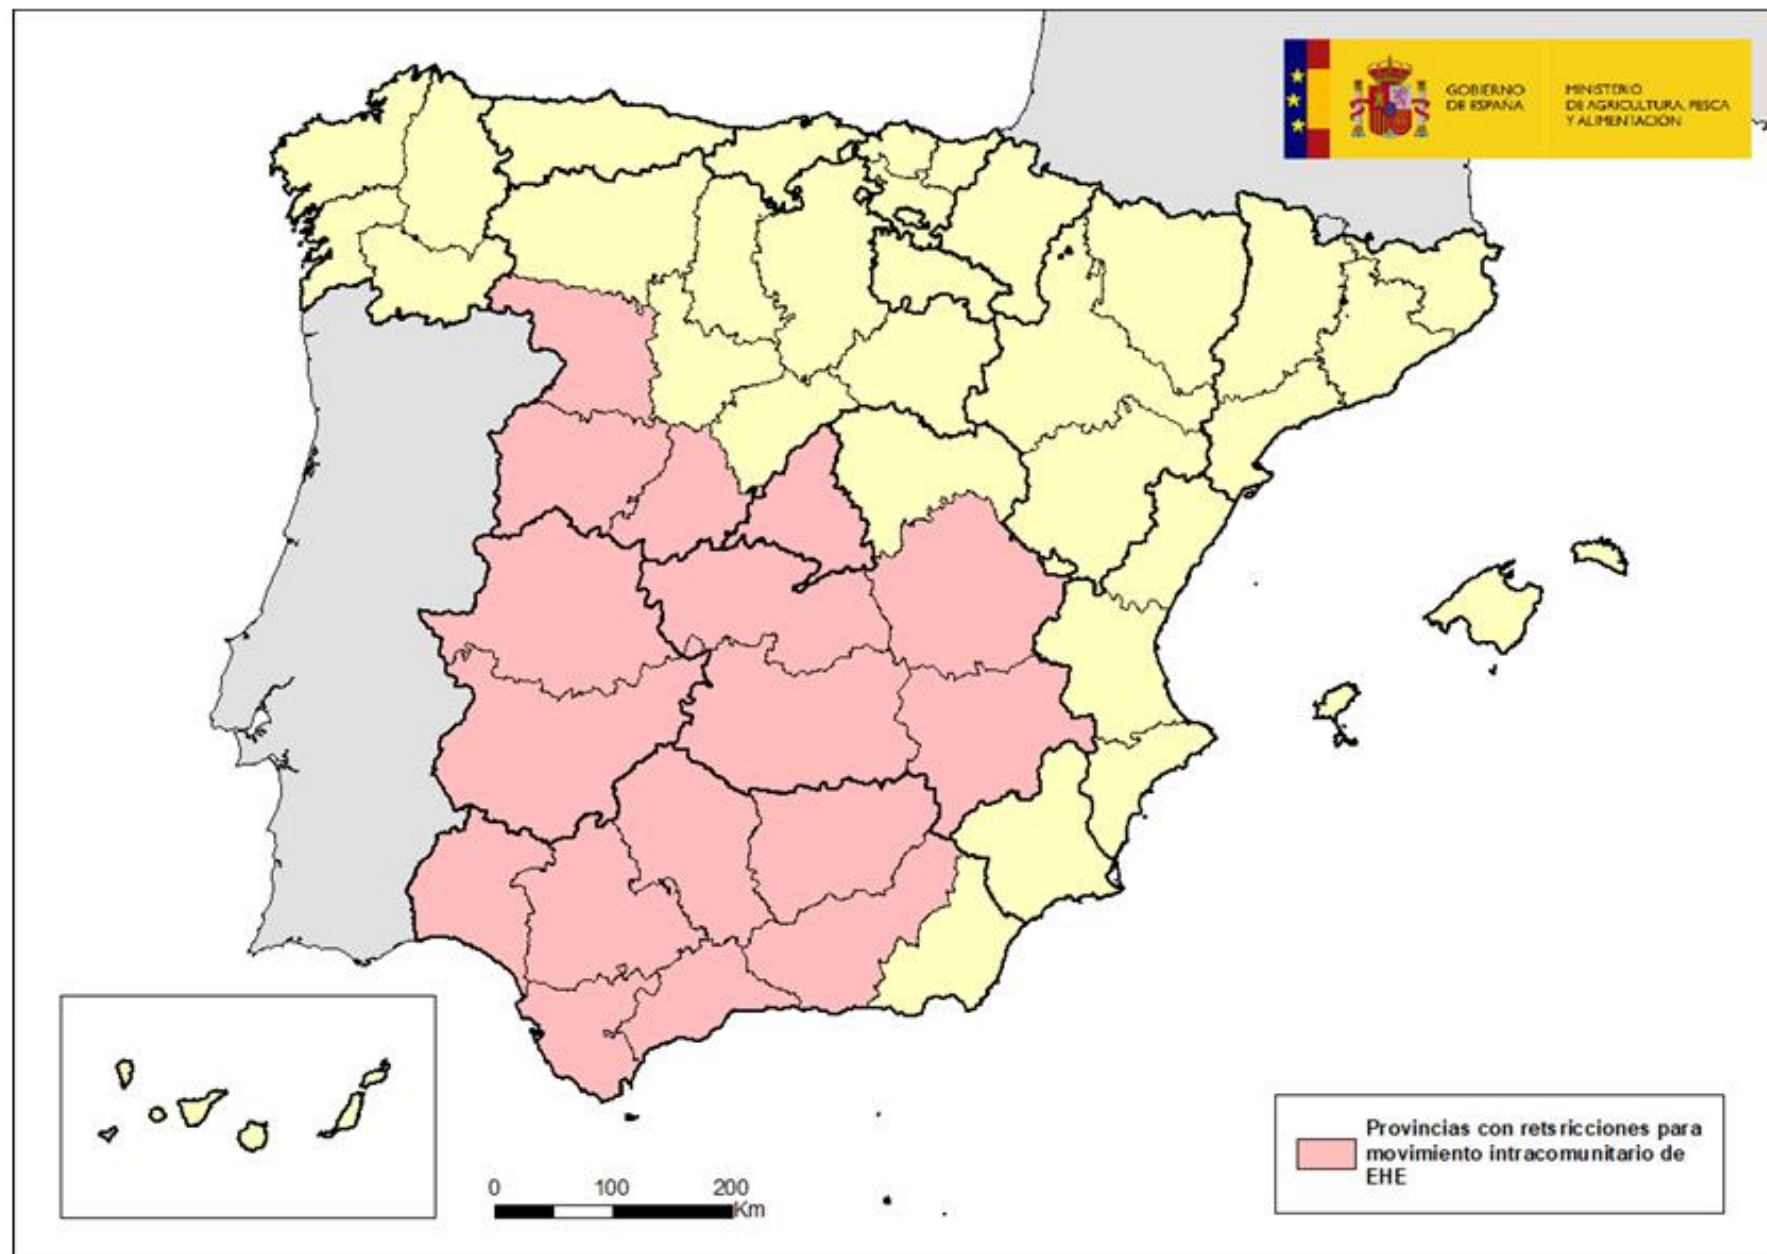 GOBIERNO
DE ESPAÑA
MINISTERIO
DE AGRICULTURA, PESCA
Y ALIMENTACIÓN
0 100 200
Km
Provincias con retsricciones para
movimiento intracomunitario de
EHE